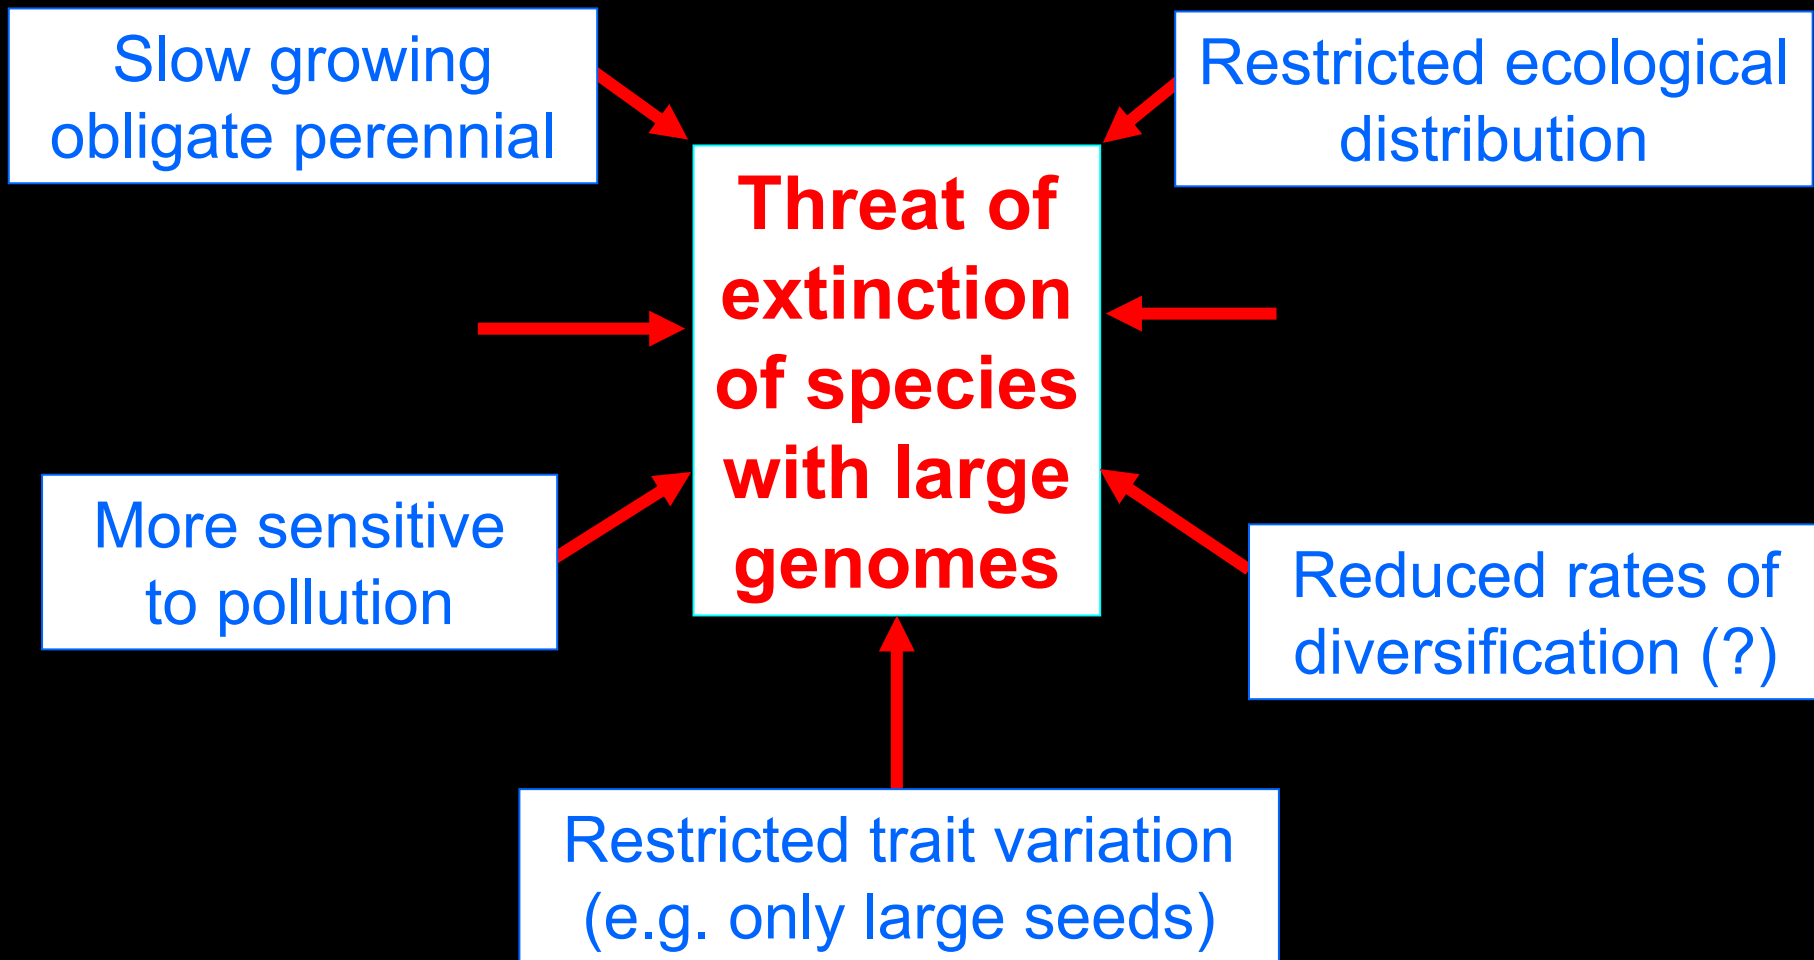 Slow growing
obligate perennial
Restricted ecological
distribution
Threat of
extinction
of species
with large
genomes
More sensitive
to pollution
Reduced rates of
diversification (?)
Restricted trait variation
(e.g. only large seeds)